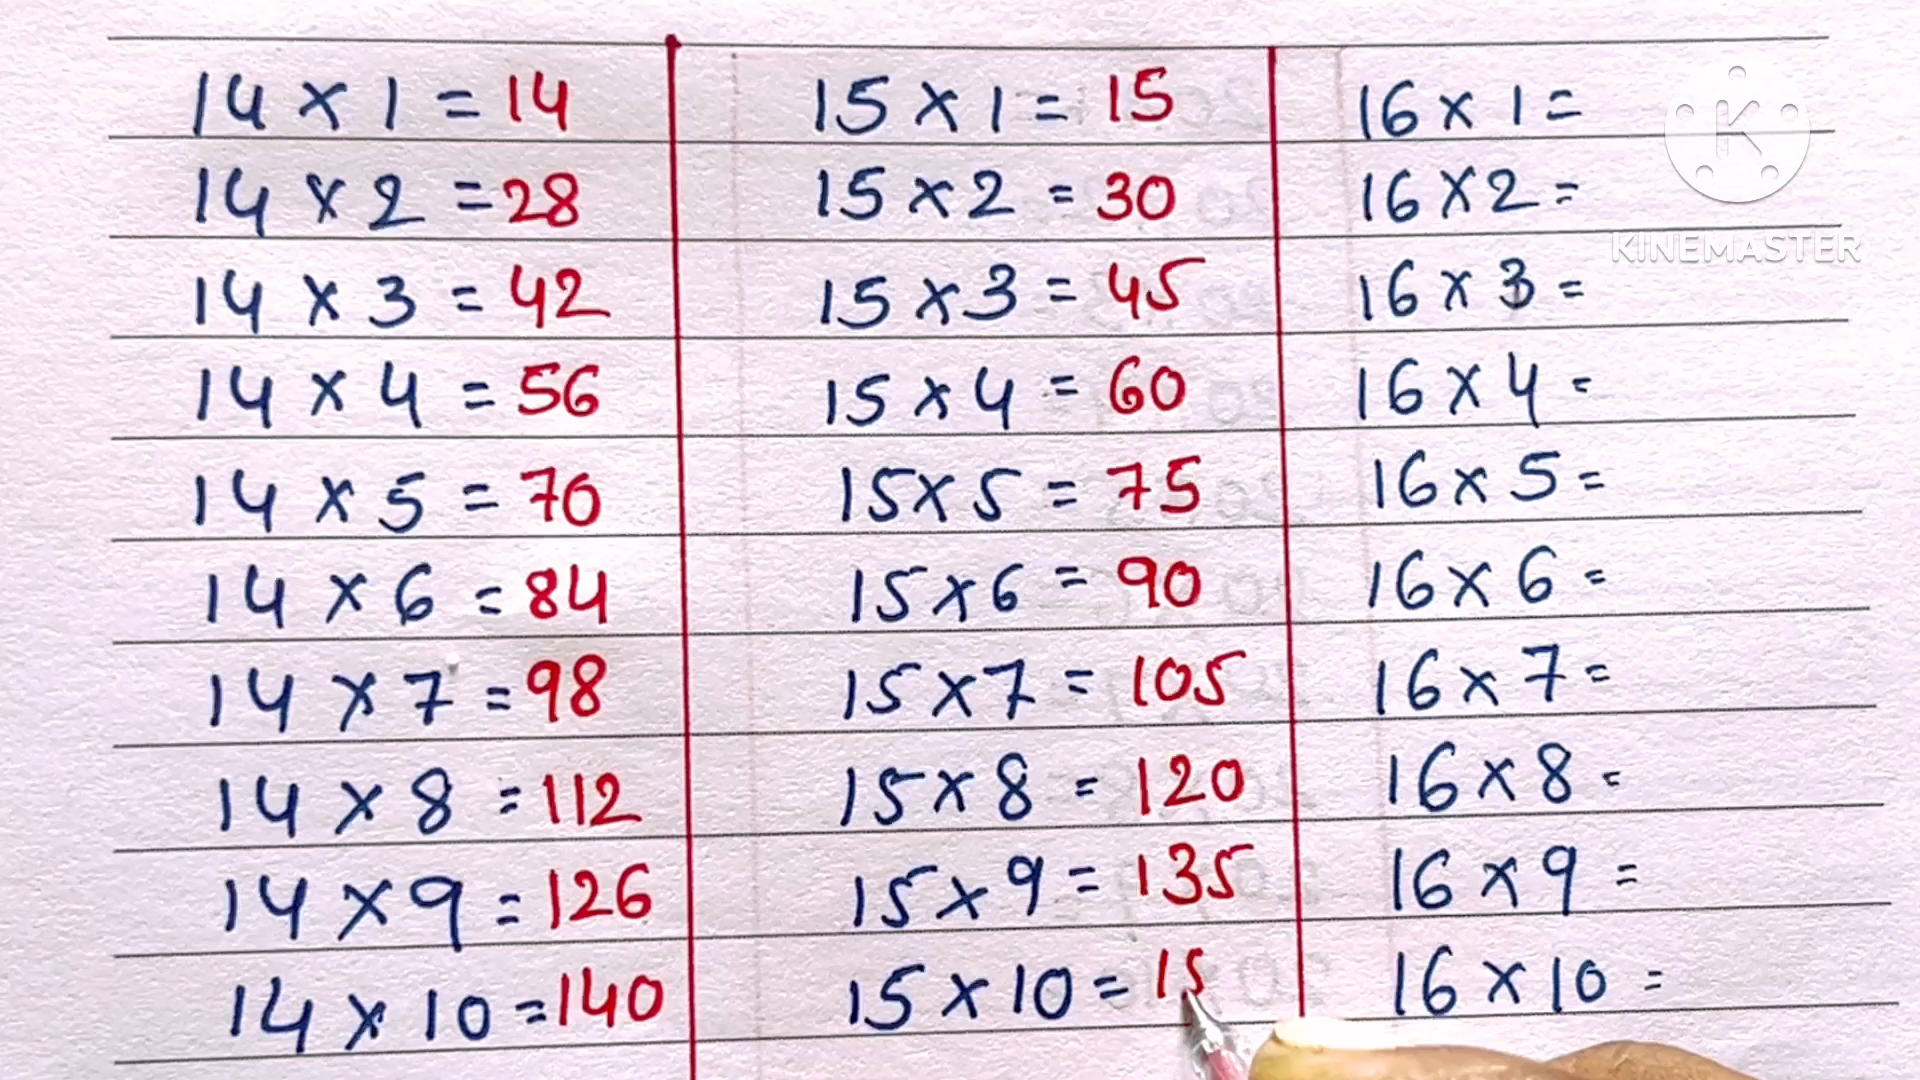 14 × 1 = 14
14 × 2 = 28
14 × 3 = 42
14 × 4 = 56
14 × 5 = 70
14 × 6 = 84
14 × 7 = 98
14 × 8 = 112
14 × 9 = 126
14 × 10 = 140
15 × 1 = 15
15 × 2 = 30
15 × 3 = 45
15 × 4 = 60
15 × 5 = 75
15 × 6 = 90
15 × 7 = 105
15 × 8 = 120
15 × 9 = 135
15 × 10 = 15
16 × 1 =
16 × 2 =
16 × 3 =
16 × 4 =
16 × 5 =
16 × 6 =
16 × 7 =
16 × 8 =
16 × 9 =
16 × 10 =
K
KINEMASTER